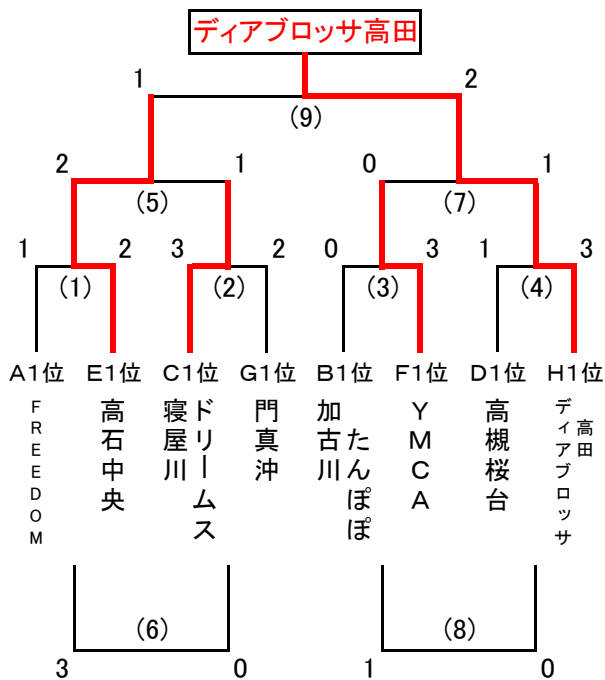 ディアブロッサ高田
1 2
(9)
2 1 0 1
(5) (7)
1 2 3 2 0 3 1 3
(1) (2) (3) (4)
A1位 E1位 C1位 G1位 B1位 F1位 D1位 H1位
FREEDOM
高石中央
寝屋川
ドリームス
門真沖
加古川
たんぽぽ
YMCA
高槻桜台
高田
ディアブロッサ
(6) (8)
3 0 1 0